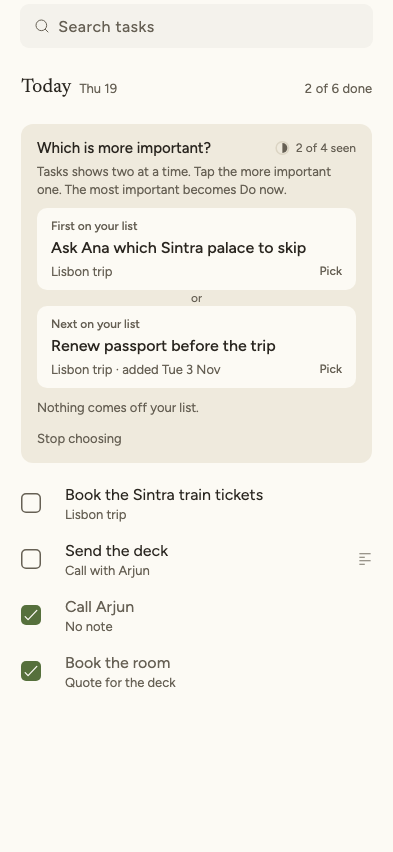 Search tasks
Today Thu 19 2 of 6 done
Which is more important? 2 of 4 seen
Tasks shows two at a time. Tap the more important
one. The most important becomes Do now.
First on your list
Ask Ana which Sintra palace to skip
Lisbon trip Pick
or
Next on your list
Renew passport before the trip
Lisbon trip · added Tue 3 Nov Pick
Nothing comes off your list.
Stop choosing
Book the Sintra train tickets
Lisbon trip
Send the deck
Call with Arjun
Call Arjun
No note
Book the room
Quote for the deck